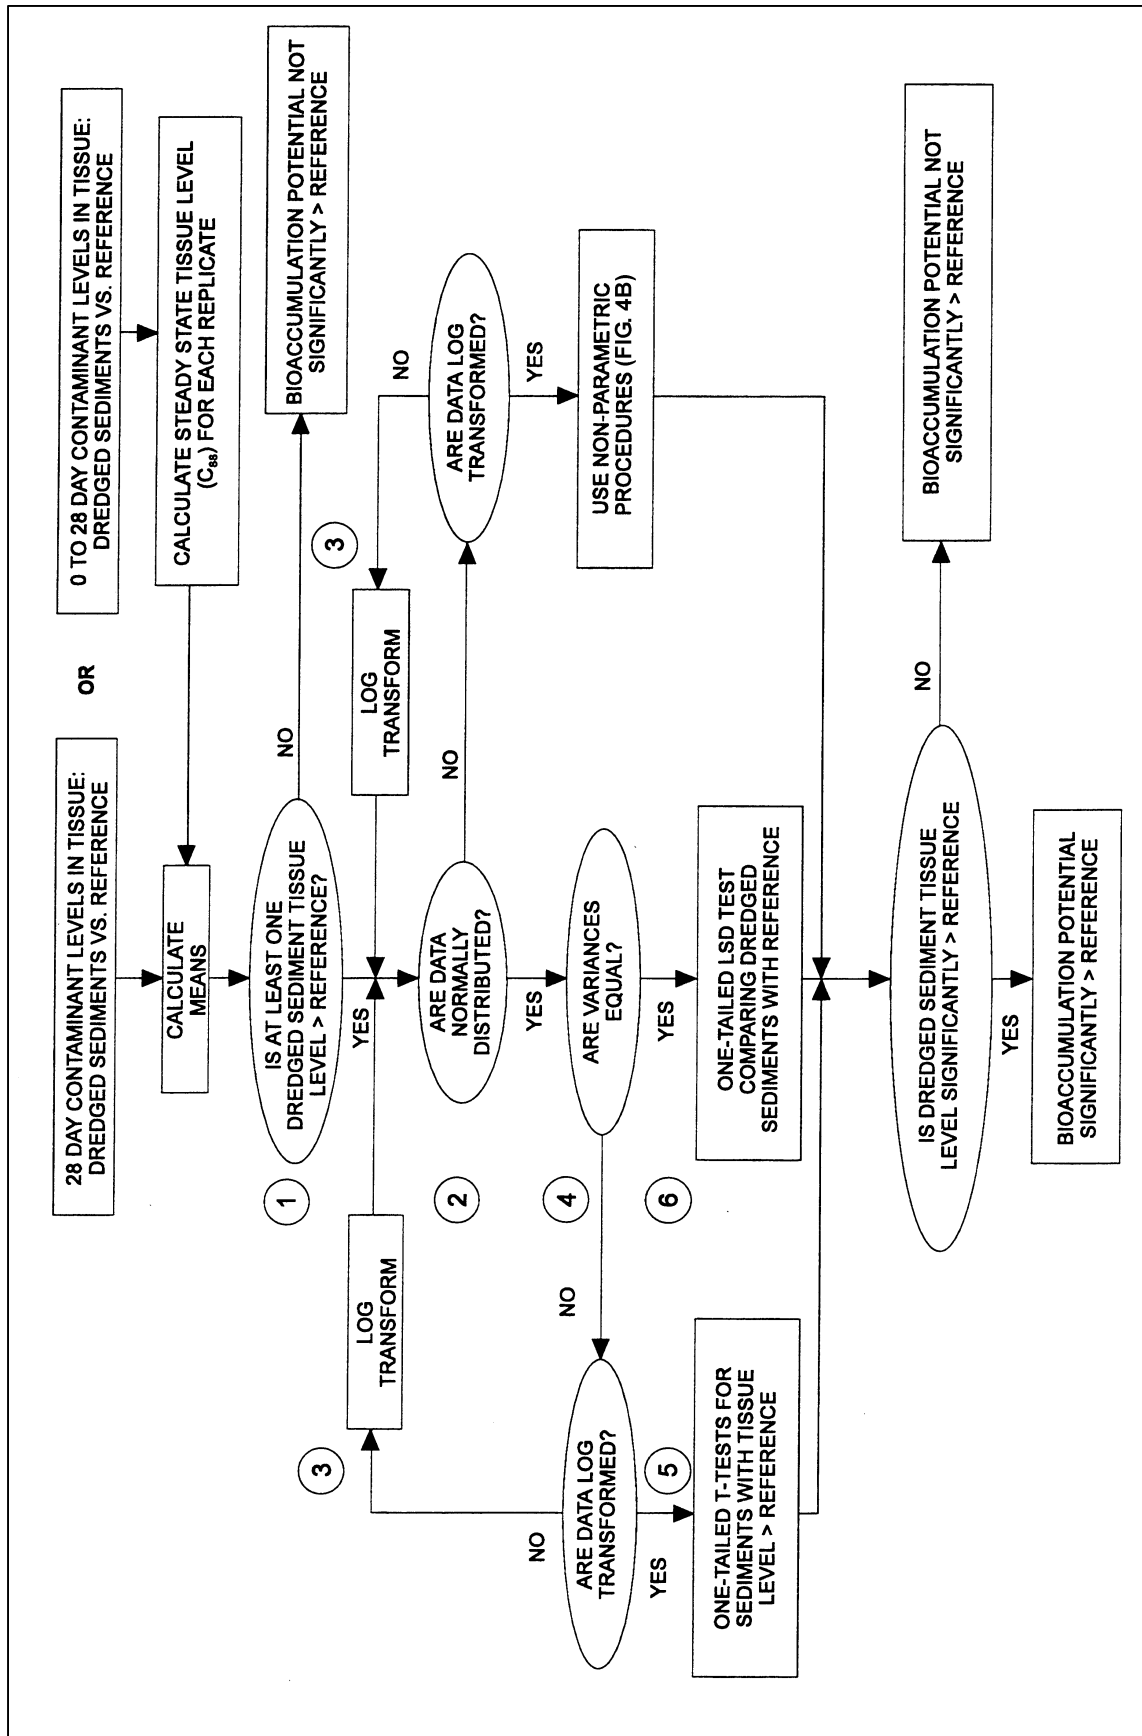 28 DAY CONTAMINANT LEVELS IN TISSUE:
DREDGED SEDIMENTS VS. REFERENCE
OR
0 TO 28 DAY CONTAMINANT LEVELS IN TISSUE:
DREDGED SEDIMENTS VS. REFERENCE
CALCULATE
MEANS
CALCULATE STEADY STATE TISSUE LEVEL
(Css) FOR EACH REPLICATE
1
IS AT LEAST ONE
DREDGED SEDIMENT TISSUE
LEVEL > REFERENCE?
NO
BIOACCUMULATION POTENTIAL NOT
SIGNIFICANTLY > REFERENCE
YES
3
LOG
TRANSFORM
LOG
TRANSFORM
3
NO
2
ARE DATA
NORMALLY
DISTRIBUTED?
NO
ARE DATA LOG
TRANSFORMED?
YES
YES
NO
ARE DATA LOG
TRANSFORMED?
NO
4
ARE VARIANCES
EQUAL?
YES
5
6
YES
USE NON-PARAMETRIC
PROCEDURES (FIG. 4B)
ONE-TAILED T-TESTS FOR
SEDIMENTS WITH TISSUE
LEVEL > REFERENCE
ONE-TAILED LSD TEST
COMPARING DREDGED
SEDIMENTS WITH REFERENCE
IS DREDGED SEDIMENT TISSUE
LEVEL SIGNIFICANTLY > REFERENCE
NO
BIOACCUMULATION POTENTIAL NOT
SIGNIFICANTLY > REFERENCE
YES
BIOACCUMULATION POTENTIAL
SIGNIFICANTLY > REFERENCE